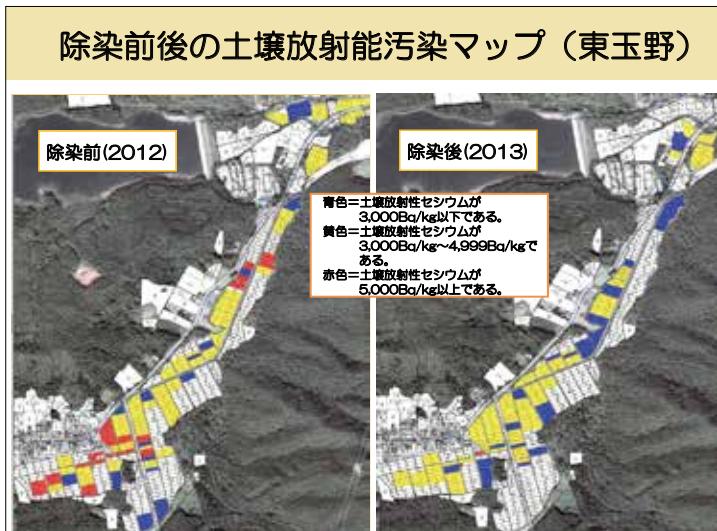 除染前後の土壌放射能汚染マップ（東玉野）
除染前(2012)
除染後(2013)
青色＝土壌放射性セシウムが
3,000Bq/kg以下である。
黄色＝土壌放射性セシウムが
3,000Bq/kg～4,999Bq/kgで
ある。
赤色＝土壌放射性セシウムが
5,000Bq/kg以上である。